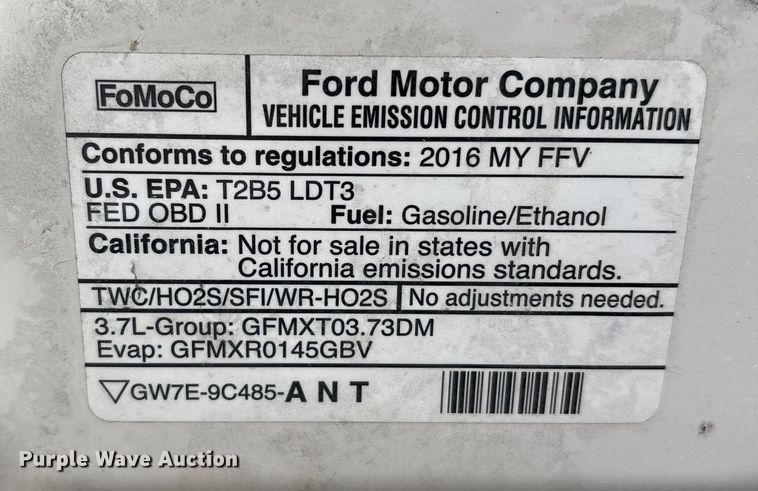 FoMoCo
Ford Motor Company
VEHICLE EMISSION CONTROL INFORMATION
Conforms to regulations: 2016 MY FFV
U.S. EPA: T2B5 LDT3
FED OBD II Fuel: Gasoline/Ethanol
California: Not for sale in states with
California emissions standards.
TWC/HO2S/SFI/WR-HO2S No adjustments needed.
3.7L-Group: GFMXT03.73DM
Evap: GFMXR0145GBV
GW7E-9C485-ANT
Purple Wave Auction